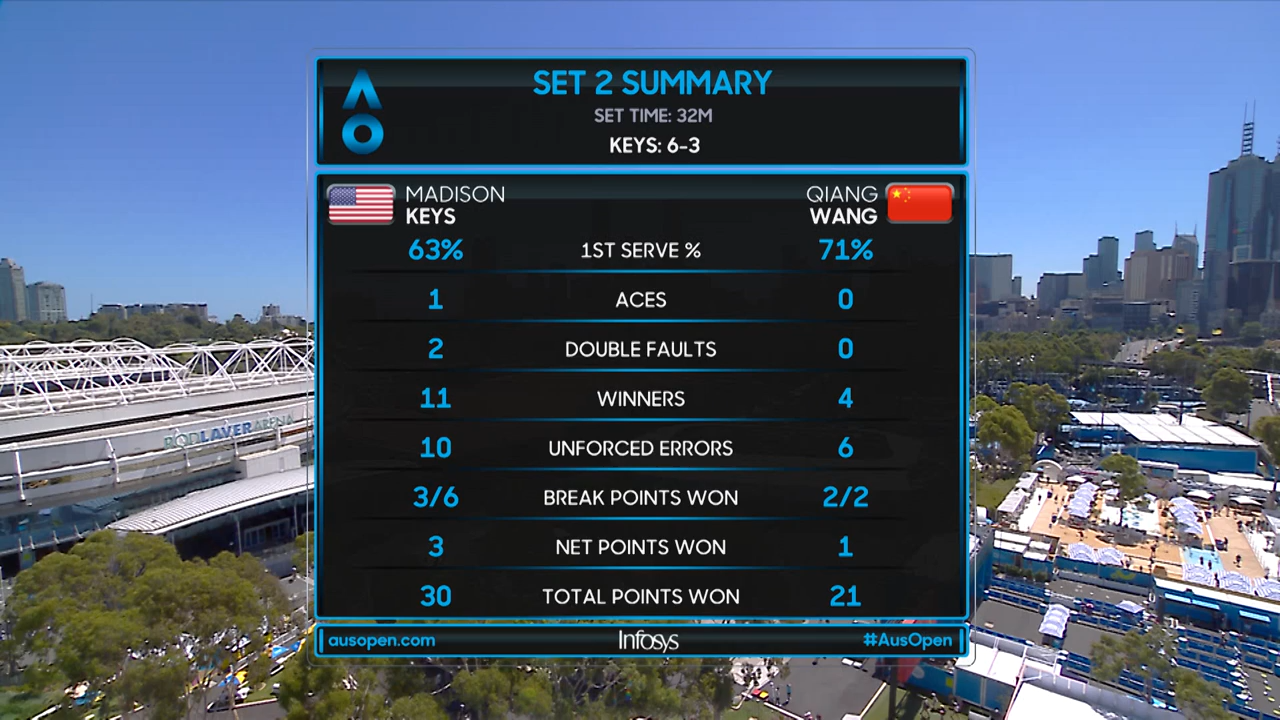 SET 2 SUMMARY
SET TIME: 32M
KEYS: 6-3
MADISON
KEYS
QIANG
WANG
63% 1ST SERVE % 71%
1 ACES 0
2 DOUBLE FAULTS 0
11 WINNERS 4
10 UNFORCED ERRORS 6
3/6 BREAK POINTS WON 2/2
3 NET POINTS WON 1
30 TOTAL POINTS WON 21
ausopen.com Infosys #AusOpen
ROD LAVER ARENA